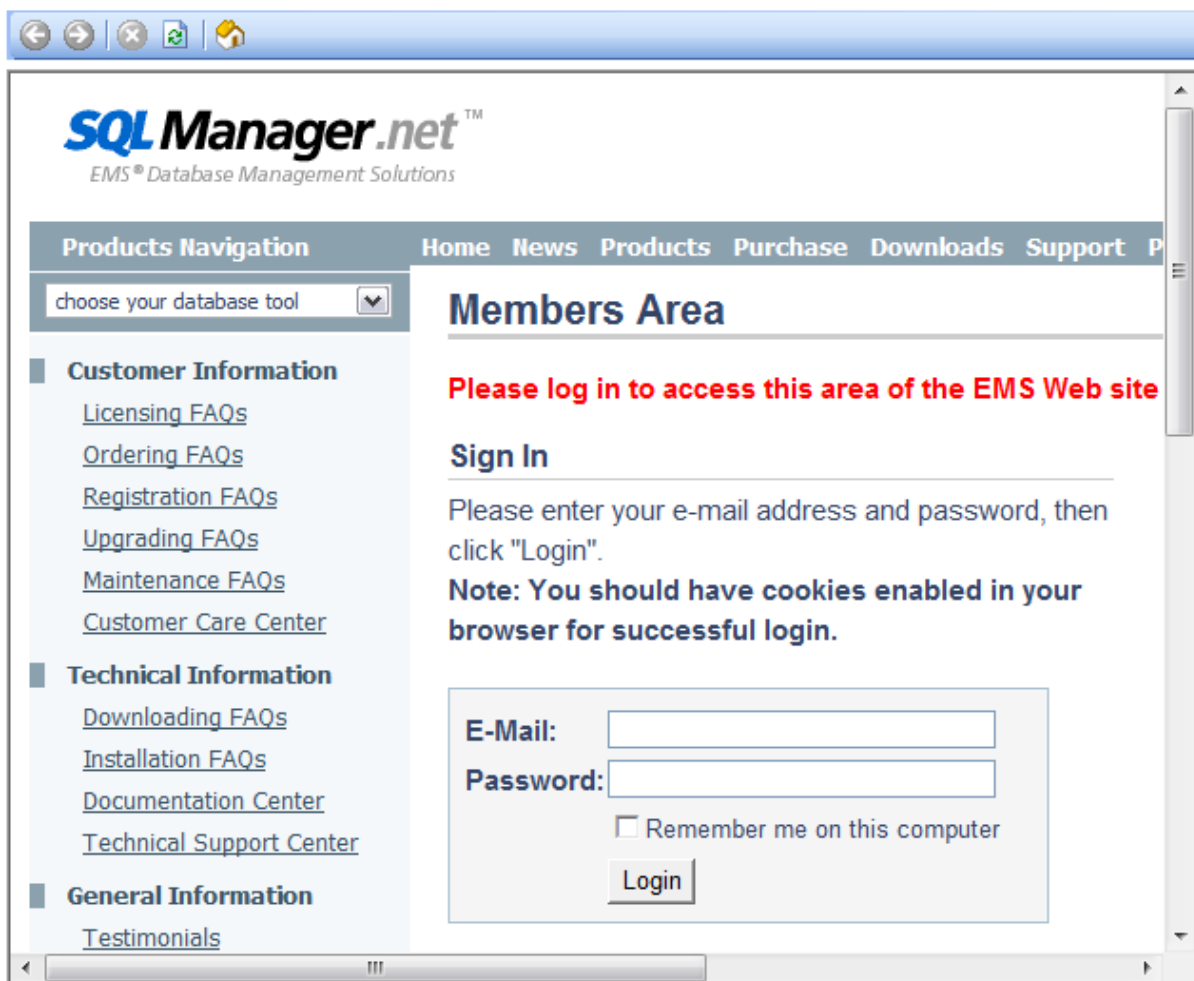 SQL Manager.net™
EMS® Database Management Solutions
Products Navigation
Home News Products Purchase Downloads Support P
choose your database tool
Members Area
Customer Information
Licensing FAQs
Ordering FAQs
Registration FAQs
Upgrading FAQs
Maintenance FAQs
Customer Care Center
Technical Information
Downloading FAQs
Installation FAQs
Documentation Center
Technical Support Center
General Information
Testimonials
Please log in to access this area of the EMS Web site
Sign In
Please enter your e-mail address and password, then
click "Login".
Note: You should have cookies enabled in your
browser for successful login.
E-Mail:
Password:
Remember me on this computer
Login